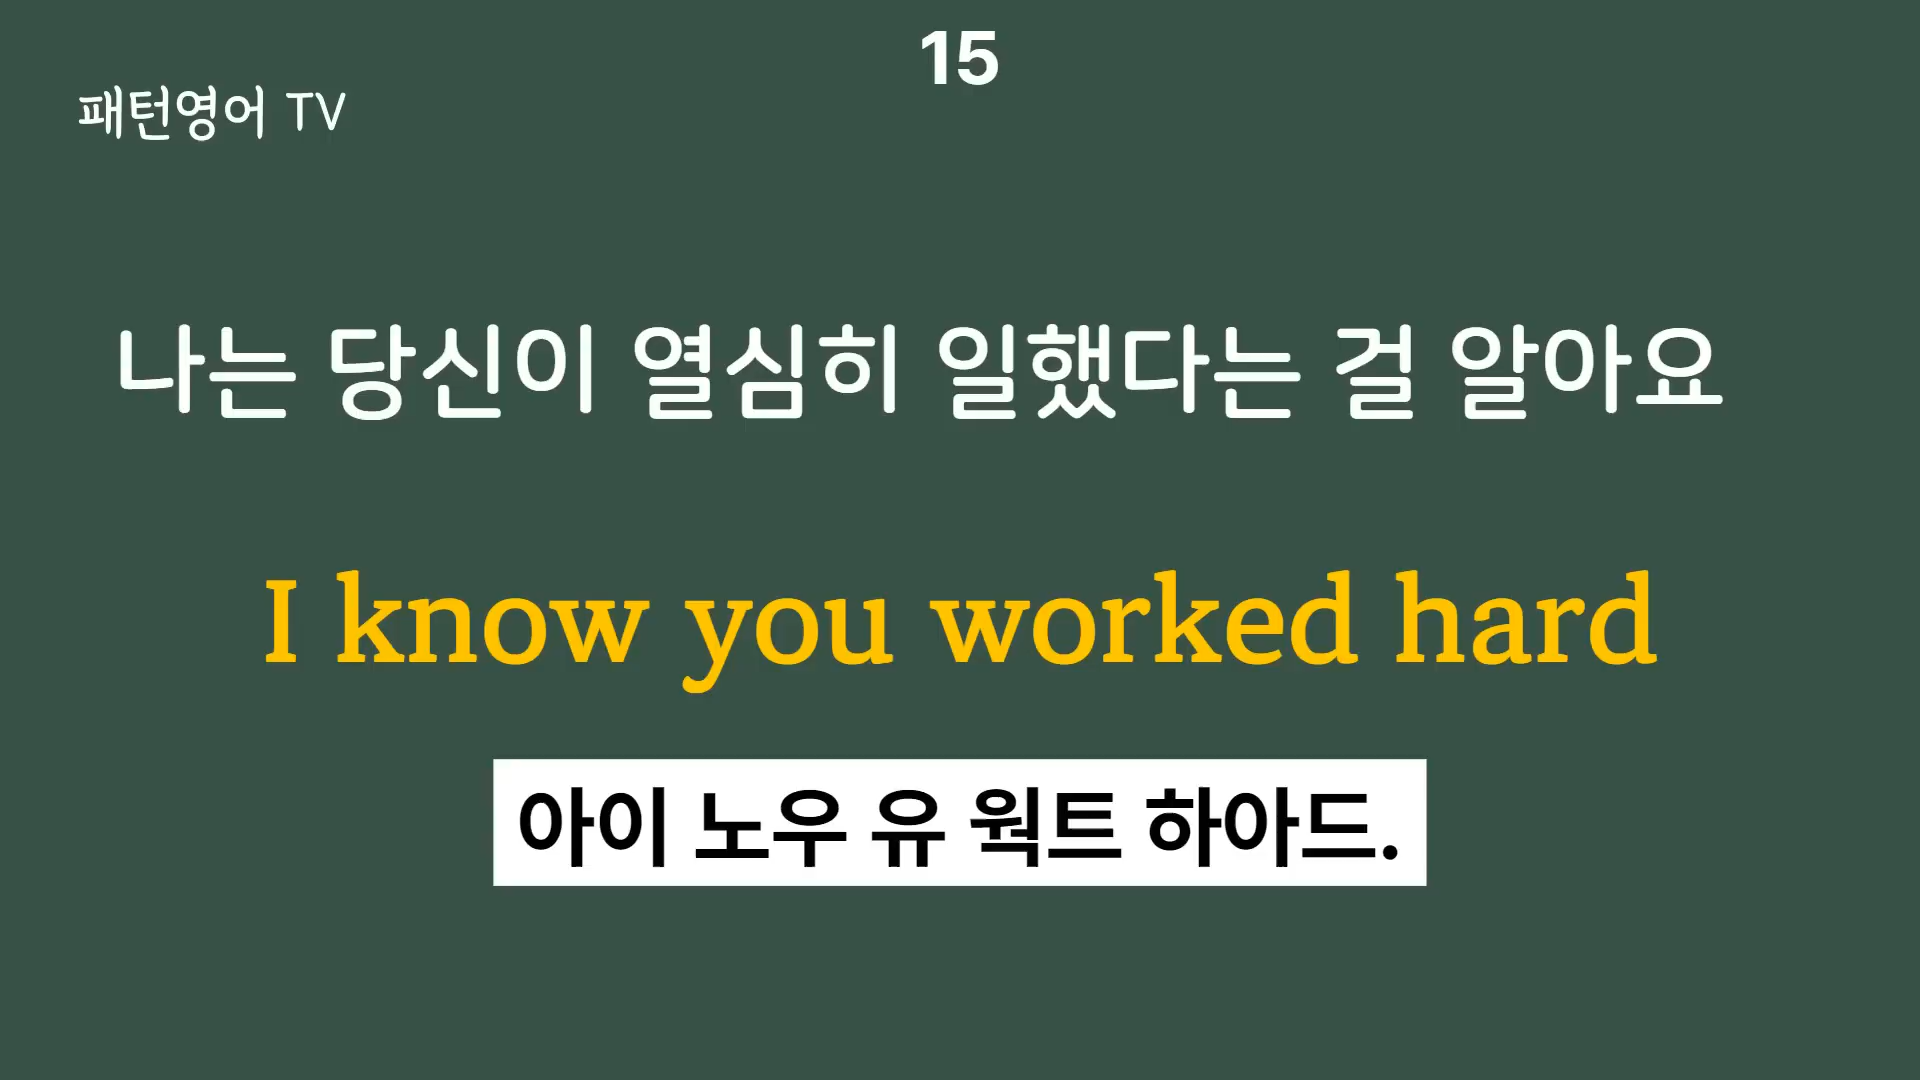 15
패턴영어 TV
나는 당신이 열심히 일했다는 걸 알아요
I know you worked hard
아이 노우 유 웍트 하아드.